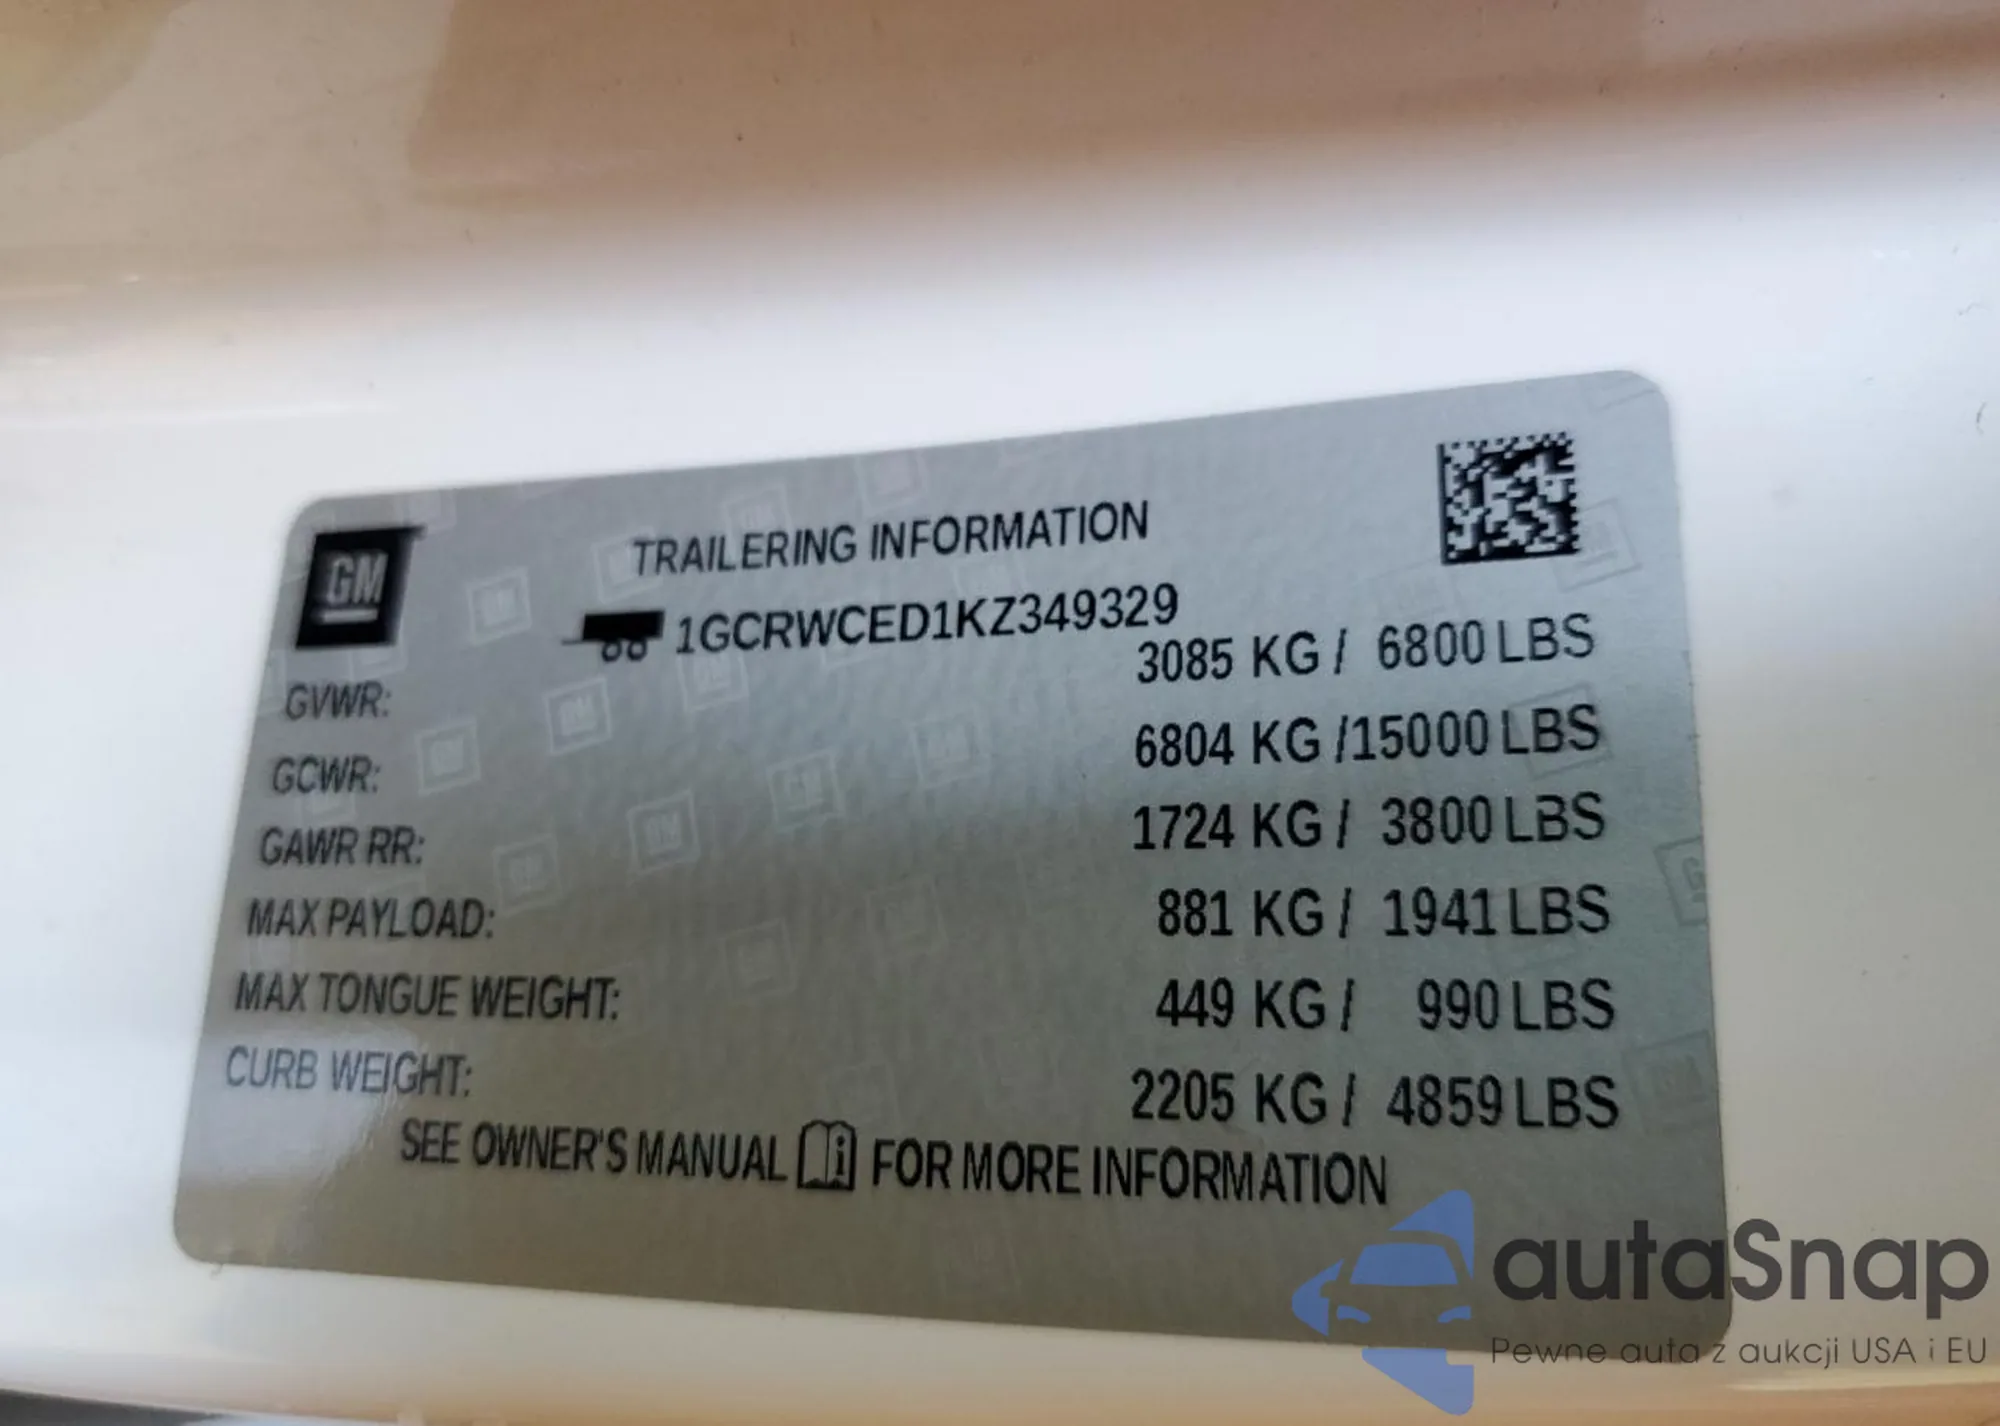 GM
TRAILERING INFORMATION
1GCRWCED1KZ349329
GVWR: 3085 KG / 6800 LBS
GCWR: 6804 KG /15000 LBS
GAWR RR: 1724 KG / 3800 LBS
MAX PAYLOAD: 881 KG / 1941 LBS
MAX TONGUE WEIGHT: 449 KG / 990 LBS
CURB WEIGHT: 2205 KG / 4859 LBS
SEE OWNER'S MANUAL i FOR MORE INFORMATION
autaSnap
Pewne auta z aukcji USA i EU